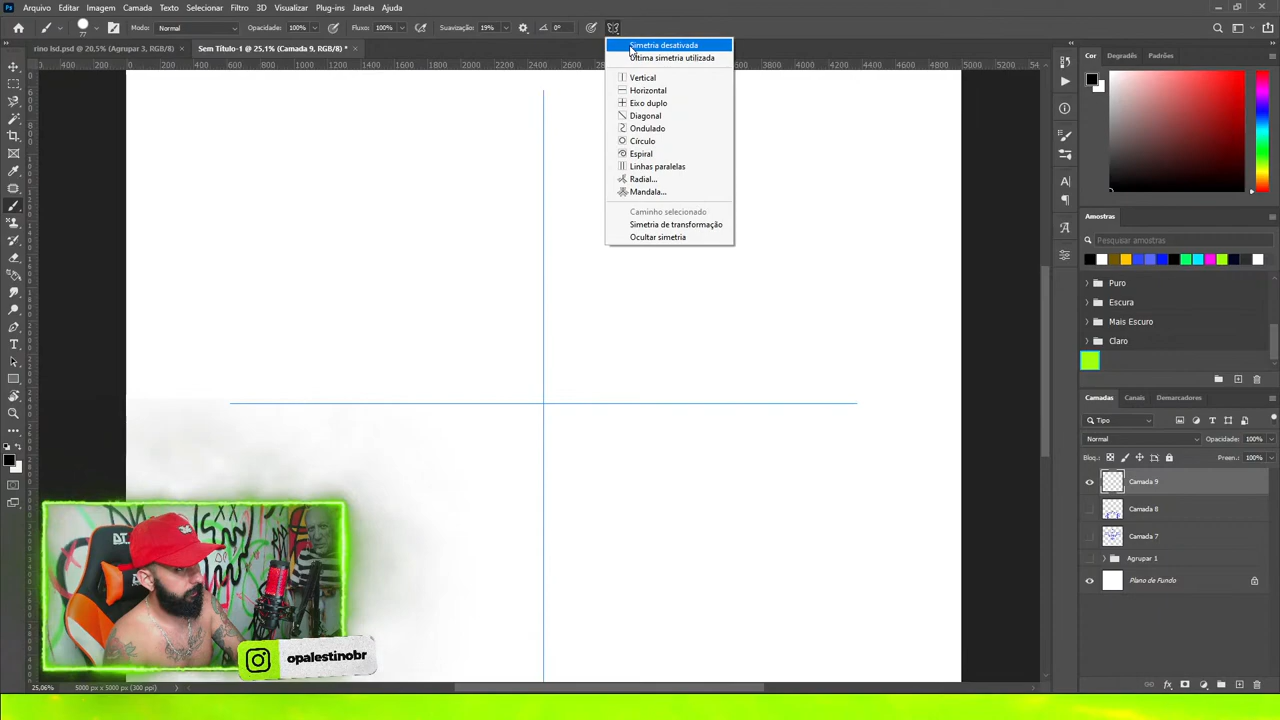 Arquivo Editar Imagem Camada Texto Selecionar Filtro 3D Visualizar Plug-ins Janela Ajuda
77 Modo: Normal Opacidade: 100% Fluxo: 100% Suavização: 19% 0°
rino lsd.psd @ 20,5% (Agrupar 3, RGB/8) × Sem Título-1 @ 25,1% (Camada 9, RGB/8) * ×
Simetria desativada
Última simetria utilizada
Vertical
Horizontal
Eixo duplo
Diagonal
Ondulado
Círculo
Espiral
Linhas paralelas
Radial...
Mandala...
Caminho selecionado
Simetria de transformação
Ocultar simetria
Cor Degradês Padrões
Amostras
Pesquisar amostras
Puro
Escura
Mais Escuro
Claro
Camadas Canais Demarcadores
Tipo
Normal Opacidade: 100%
Bloq.: Preen.: 100%
Camada 9
Camada 8
Camada 7
Agrupar 1
Plano de Fundo
opalestinobr
25,06% 5000 px x 5000 px (300 ppi)